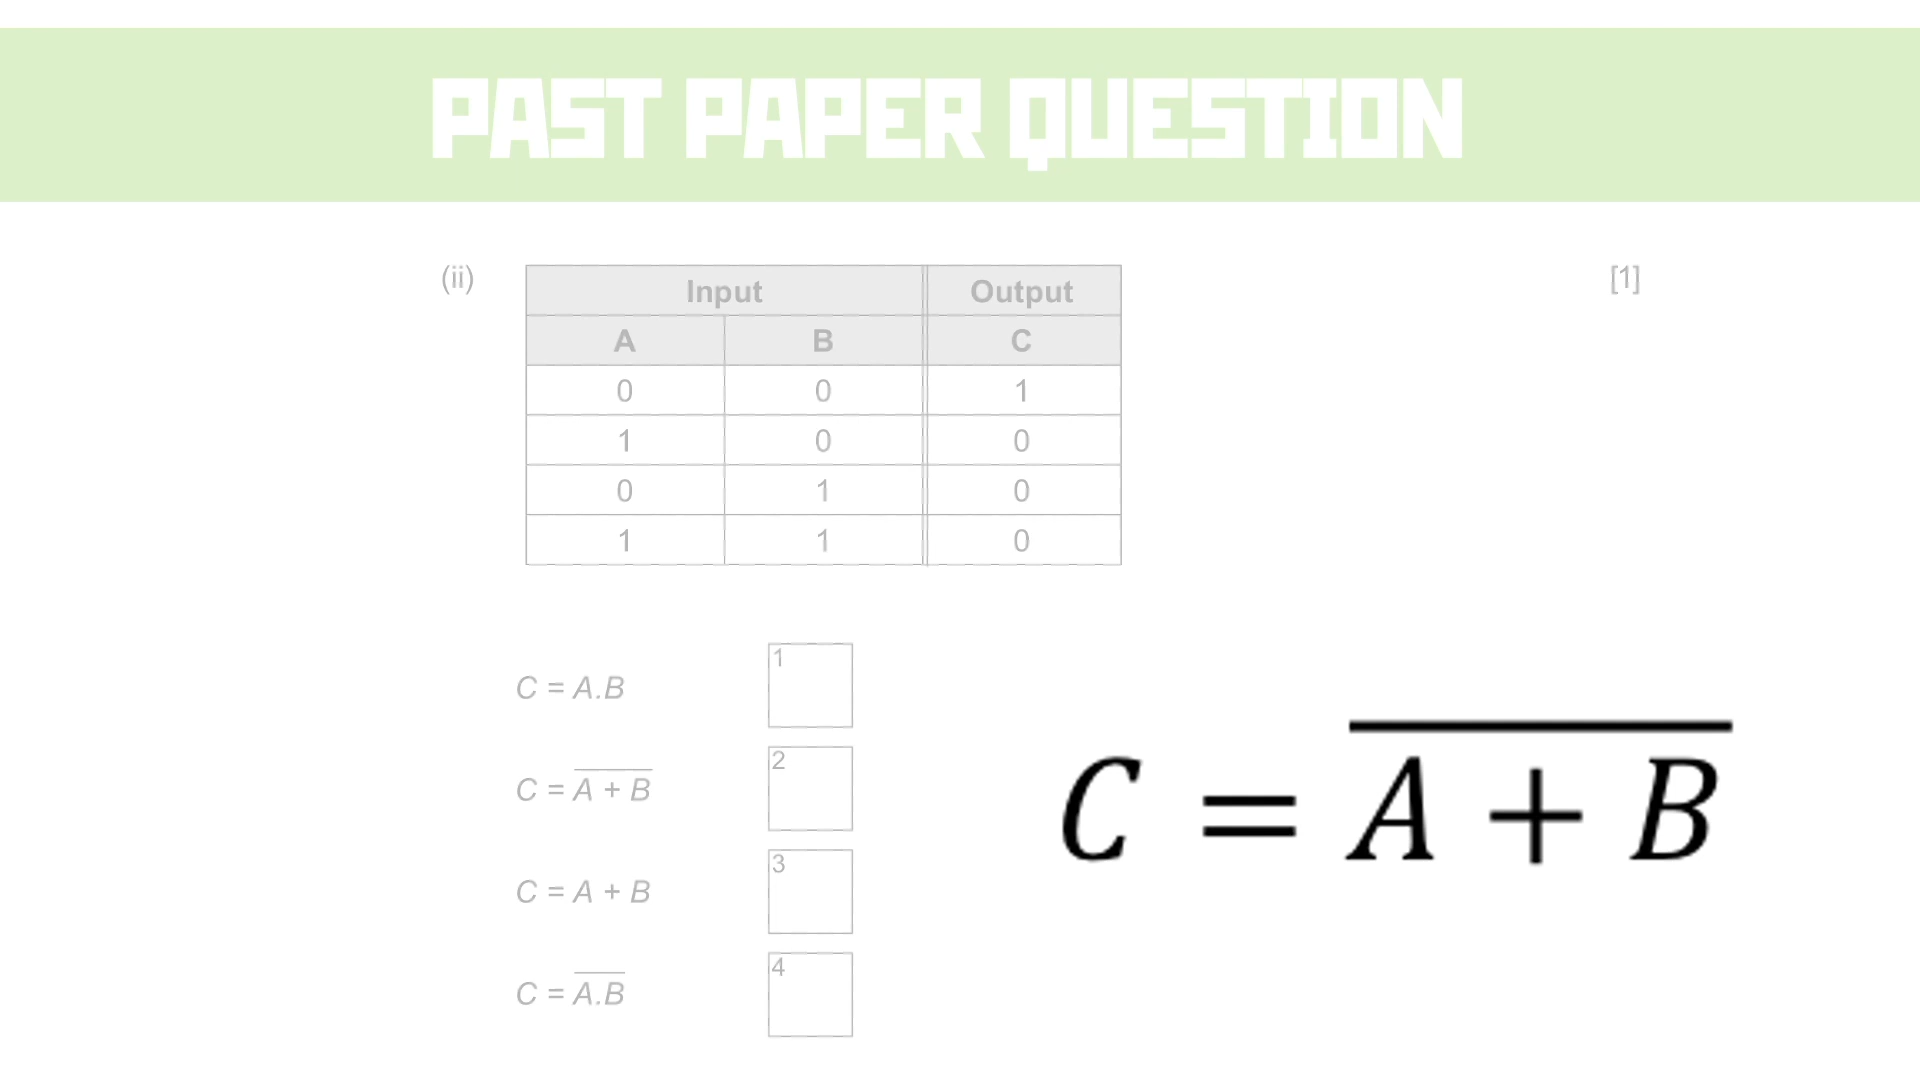 PAST PAPER QUESTION
(ii) Input Output [1]
A B C
0 0 1
1 0 0
0 1 0
1 1 0
C = A.B 1
C = A̅ ̅+̅ ̅B̅ 2
C = A + B 3
C = A̅.̅B̅ 4
C = A̅ ̅+̅ ̅B̅